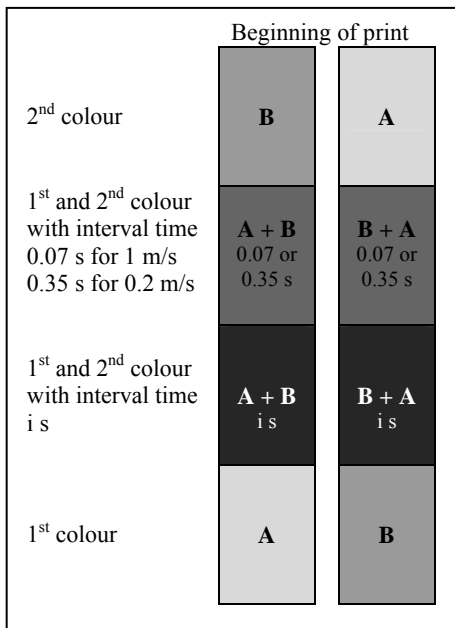 Beginning of print
2nd colour
B
A
1st and 2nd colour
with interval time
0.07 s for 1 m/s
0.35 s for 0.2 m/s
A + B
0.07 or
0.35 s
B + A
0.07 or
0.35 s
1st and 2nd colour
with interval time
i s
A + B
i s
B + A
i s
1st colour
A
B